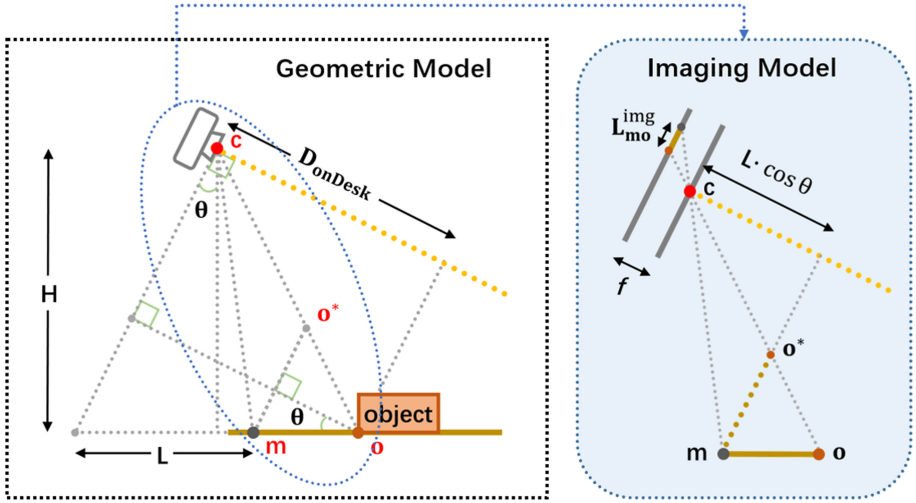 Geometric Model
c
D_onDesk
θ
H
o*
θ
object
m
o
L
Imaging Model
L_mo^img
L· cos θ
c
f
o*
m
o